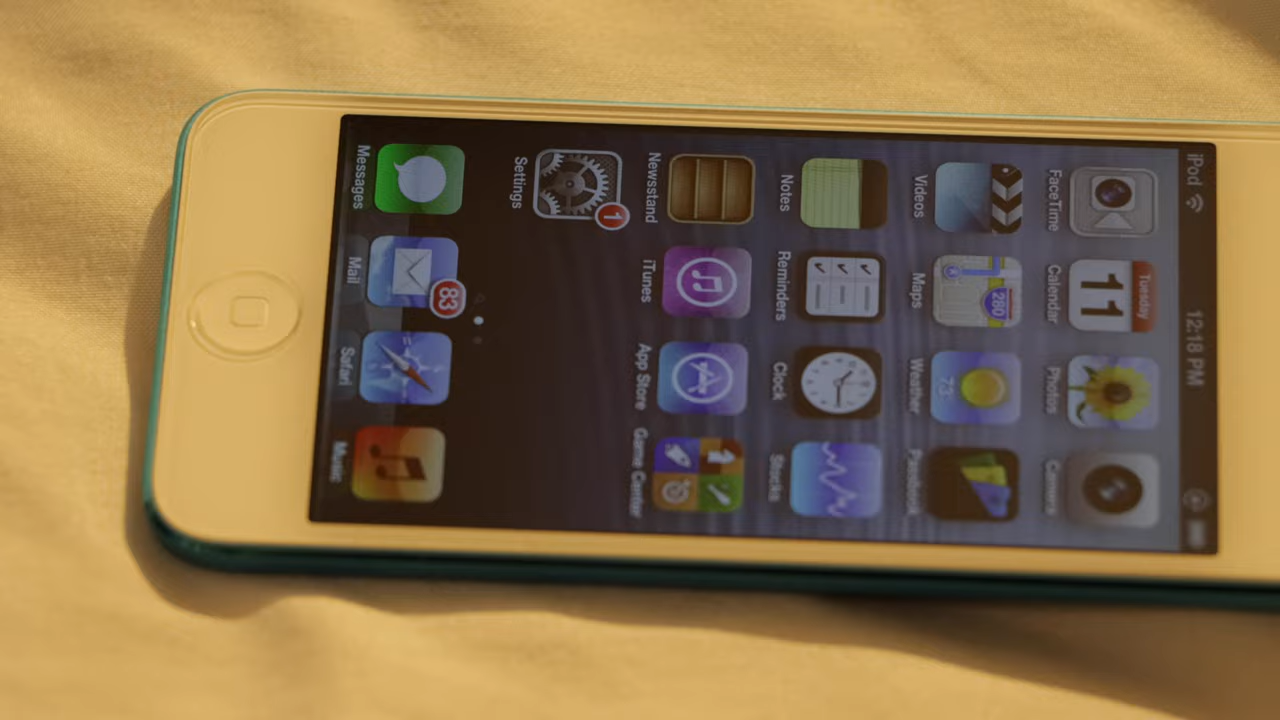 iPod 12:18 PM
Tuesday
11
FaceTime Calendar Photos Camera
280
73°
Videos Maps Weather Passbook
Notes Reminders Clock Stocks
Newsstand iTunes App Store Game Center
1
Settings
83
Messages Mail Safari Music